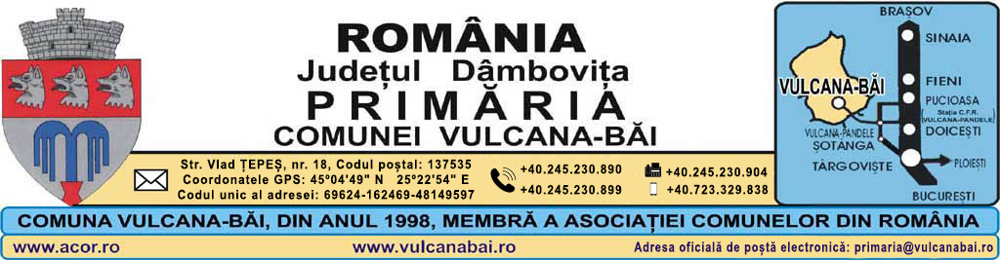 ROMÂNIA
Județul Dâmbovița
PRIMĂRIA
COMUNEI VULCANA-BĂI
Str. Vlad ȚEPEȘ, nr. 18, Codul poștal: 137535
Coordonatele GPS: 45º04'49" N 25º22'54" E
Codul unic al adresei: 69624-162469-48149597
+40.245.230.890
+40.245.230.899
+40.245.230.904
+40.723.329.838
BRAȘOV
SINAIA
VULCANA-BĂI
FIENI
PUCIOASA
Stația C.F.R.
(VULCANA-PANDELE)
VULCANA-PANDELE
DOICEȘTI
ȘOTANGA
TÂRGOVIȘTE
PLOIEȘTI
BUCUREȘTI
COMUNA VULCANA-BĂI, DIN ANUL 1998, MEMBRĂ A ASOCIAȚIEI COMUNELOR DIN ROMÂNIA
www.acor.ro
www.vulcanabai.ro
Adresa oficială de poștă electronică: primaria@vulcanabai.ro